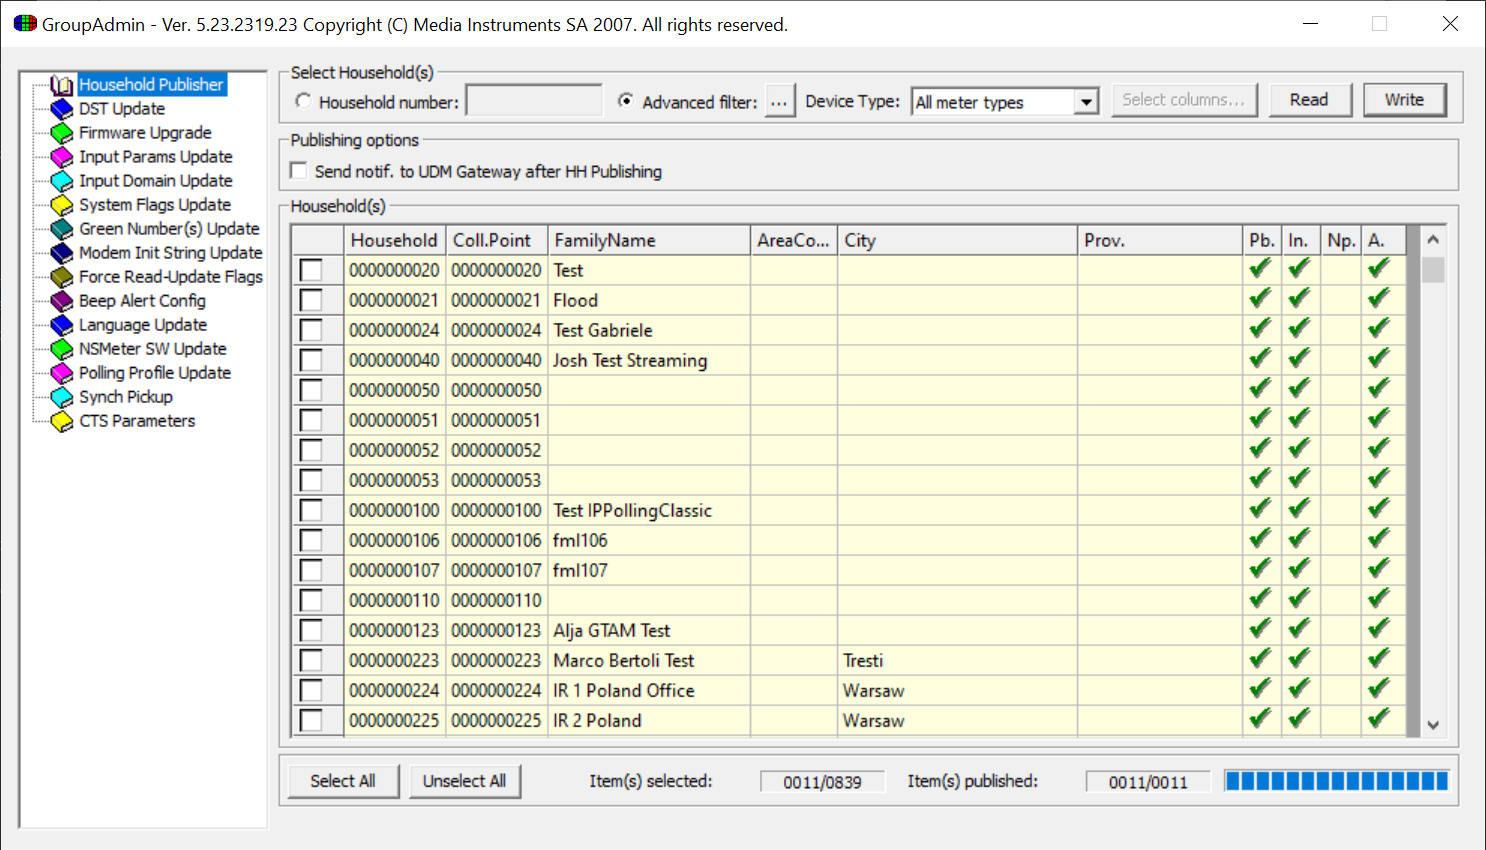 GroupAdmin - Ver. 5.23.2319.23 Copyright (C) Media Instruments SA 2007. All rights reserved.
Household Publisher
DST Update
Firmware Upgrade
Input Params Update
Input Domain Update
System Flags Update
Green Number(s) Update
Modem Init String Update
Force Read-Update Flags
Beep Alert Config
Language Update
NSMeter SW Update
Polling Profile Update
Synch Pickup
CTS Parameters
Select Household(s)
Household number: Advanced filter: ... Device Type: All meter types Select columns... Read Write
Publishing options
Send notif. to UDM Gateway after HH Publishing
Household(s)
Household Coll.Point FamilyName AreaCo... City Prov. Pb. In. Np. A.
0000000020 0000000020 Test
0000000021 0000000021 Flood
0000000024 0000000024 Test Gabriele
0000000040 0000000040 Josh Test Streaming
0000000050 0000000050
0000000051 0000000051
0000000052 0000000052
0000000053 0000000053
0000000100 0000000100 Test IPPollingClassic
0000000106 0000000106 fml106
0000000107 0000000107 fml107
0000000110 0000000110
0000000123 0000000123 Alja GTAM Test
0000000223 0000000223 Marco Bertoli Test Tresti
0000000224 0000000224 IR 1 Poland Office Warsaw
0000000225 0000000225 IR 2 Poland Warsaw
Select All Unselect All Item(s) selected: 0011/0839 Item(s) published: 0011/0011